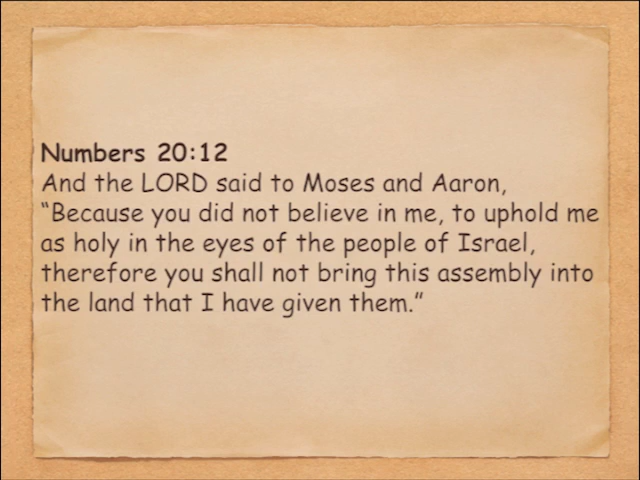 Numbers 20:12
And the LORD said to Moses and Aaron,
“Because you did not believe in me, to uphold me
as holy in the eyes of the people of Israel,
therefore you shall not bring this assembly into
the land that I have given them.”